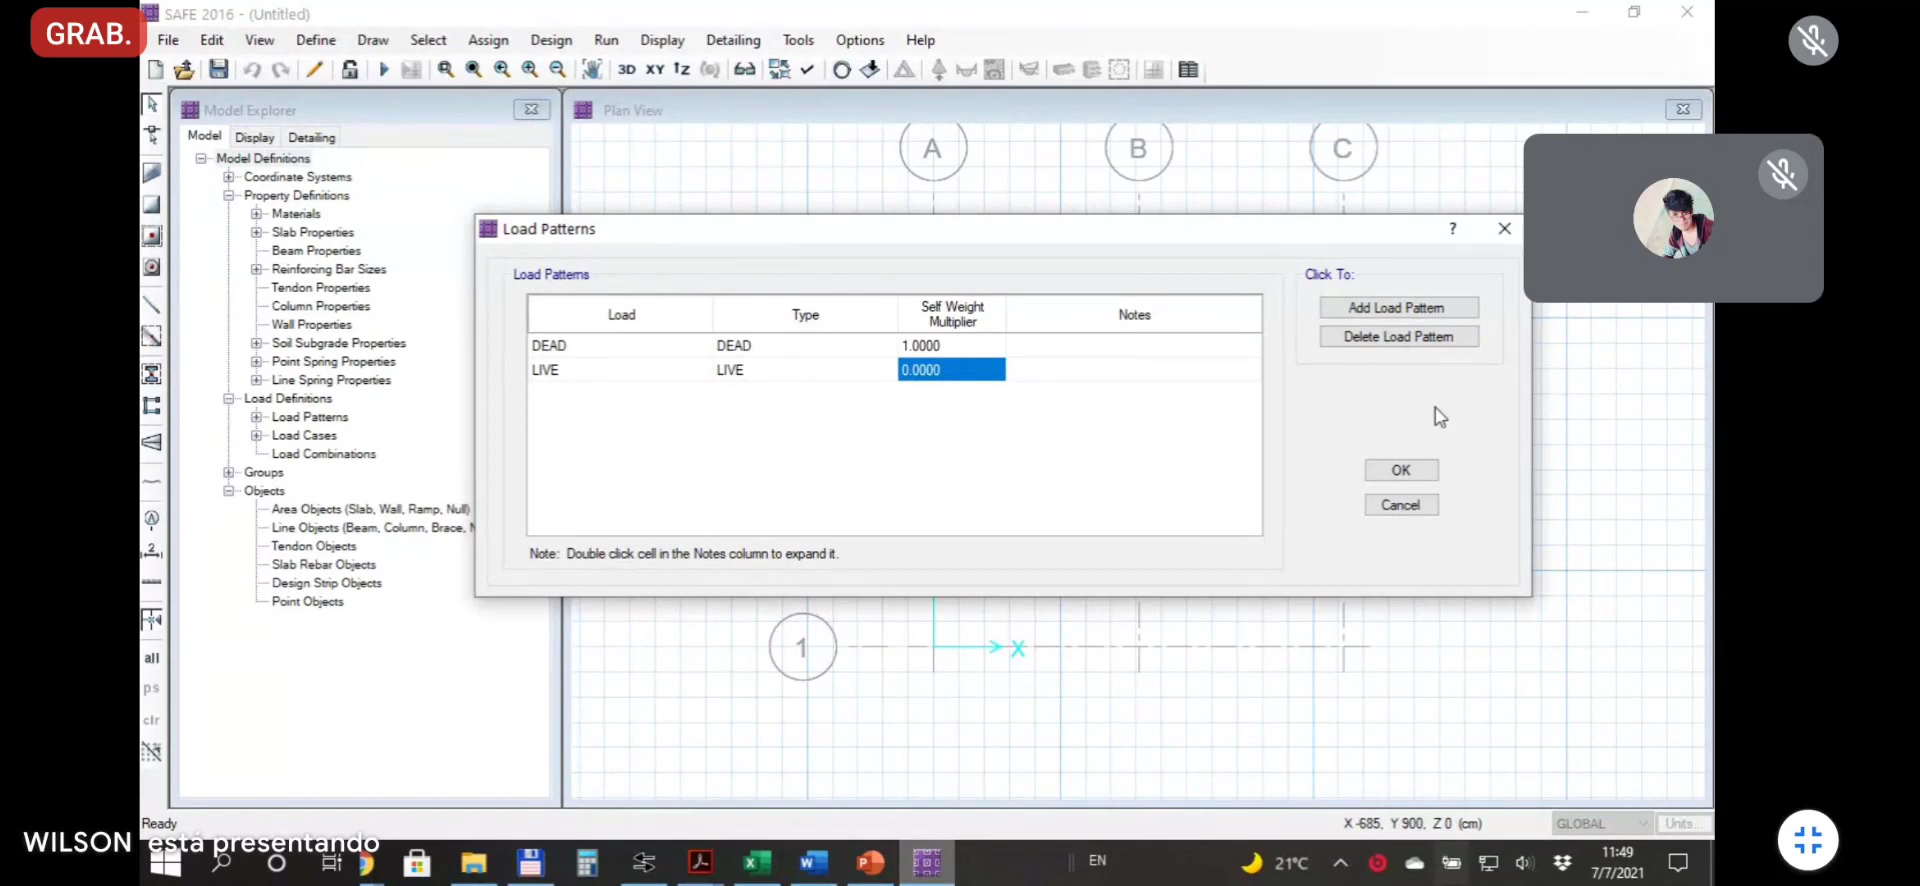 GRAB.
SAFE 2016 - (Untitled)
File Edit View Define Draw Select Assign Design Run Display Detailing Tools Options Help
3D XY
Model Explorer
Plan View
Model Display Detailing
Model Definitions
Coordinate Systems
Property Definitions
Materials
Slab Properties
Beam Properties
Reinforcing Bar Sizes
Tendon Properties
Column Properties
Wall Properties
Soil Subgrade Properties
Point Spring Properties
Line Spring Properties
Load Definitions
Load Patterns
Load Cases
Load Combinations
Groups
Objects
Area Objects (Slab, Wall, Ramp, Null)
Line Objects (Beam, Column, Brace,
Tendon Objects
Slab Rebar Objects
Design Strip Objects
Point Objects
A B C
Load Patterns
?
Load Patterns
Load Type Self Weight Multiplier Notes
DEAD DEAD 1.0000
LIVE LIVE 0.0000
Note: Double click cell in the Notes column to expand it.
Click To:
Add Load Pattern
Delete Load Pattern
OK
Cancel
1
X
all
ps
clr
Ready
X -685, Y 900, Z 0 (cm)
GLOBAL
Units...
WILSON está presentando
EN
21°C
11:49
7/7/2021